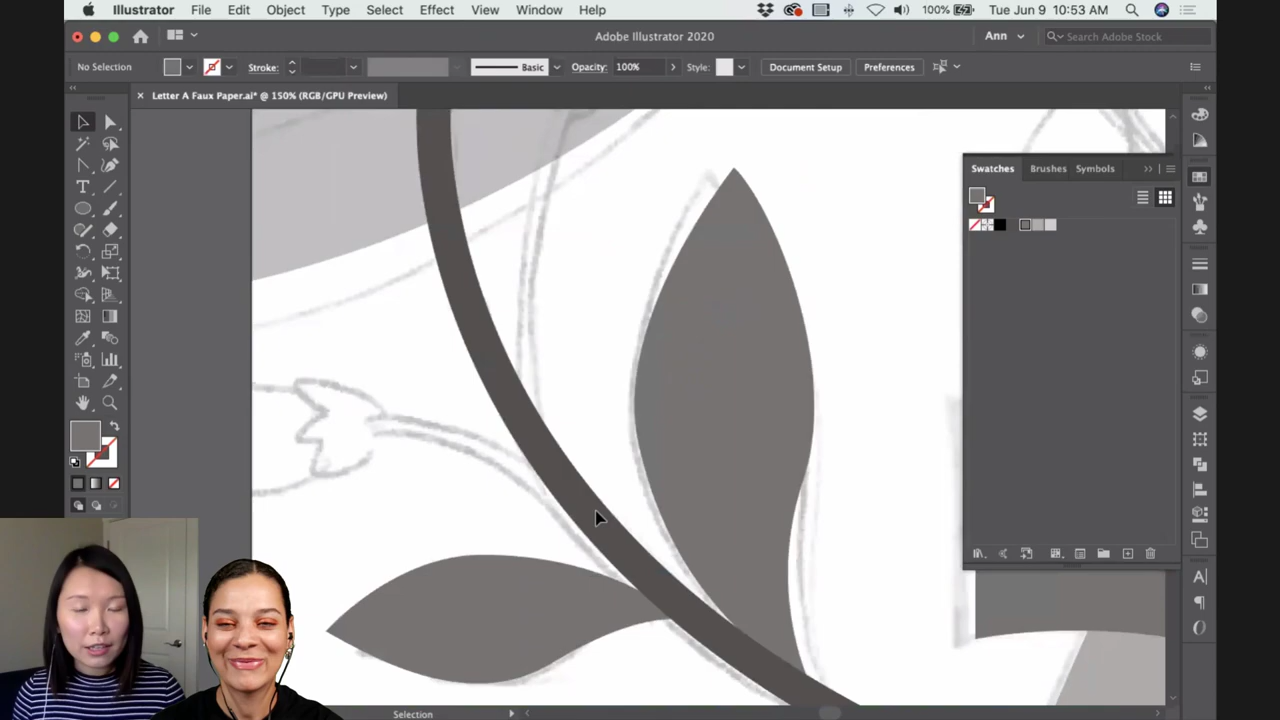 Illustrator File Edit Object Type Select Effect View Window Help 100% Tue Jun 9 10:53 AM
Adobe Illustrator 2020 Ann Search Adobe Stock
No Selection Stroke: Basic Opacity: 100% Style: Document Setup Preferences
Letter A Faux Paper.ai* @ 150% (RGB/GPU Preview)
Swatches Brushes Symbols
Selection